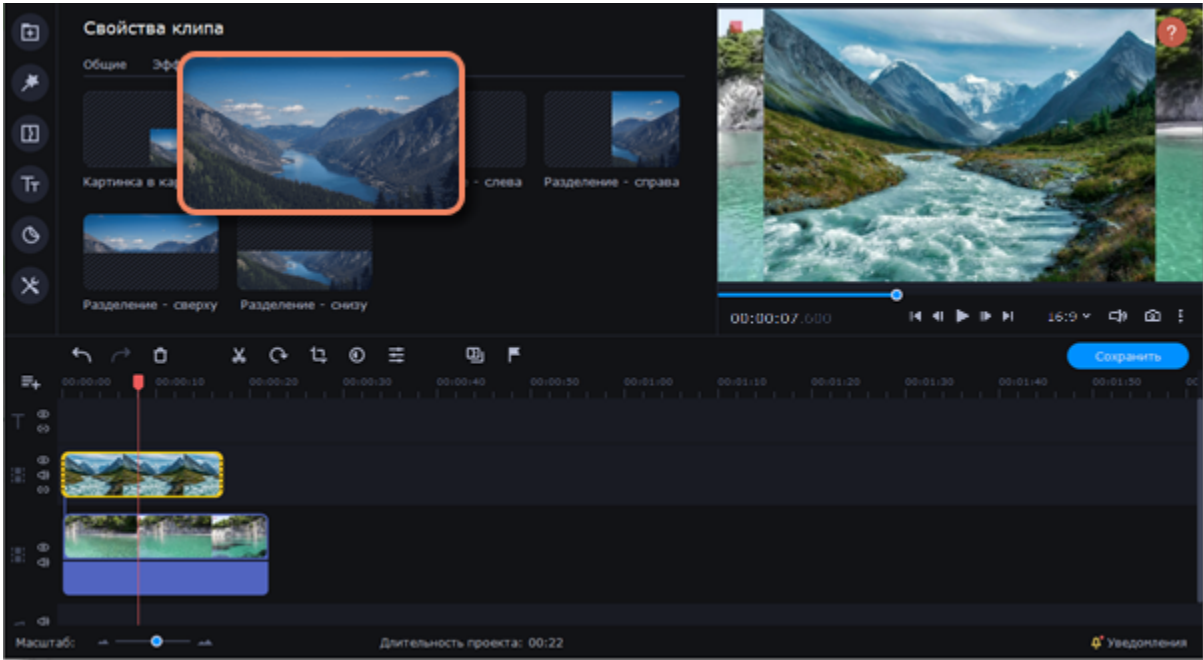 Свойства клипа
Общие Эфф
Картинка в кар - слева Разделение - справа
Разделение - сверху Разделение - снизу
?
00:00:07.600 16:9
Сохранить
00:00:00 00:00:10 00:00:20 00:00:30 00:00:40 00:00:50 00:01:00 00:01:10 00:01:20 00:01:30 00:01:40 00:01:50 00
Масштаб: Длительность проекта: 00:22 Уведомления